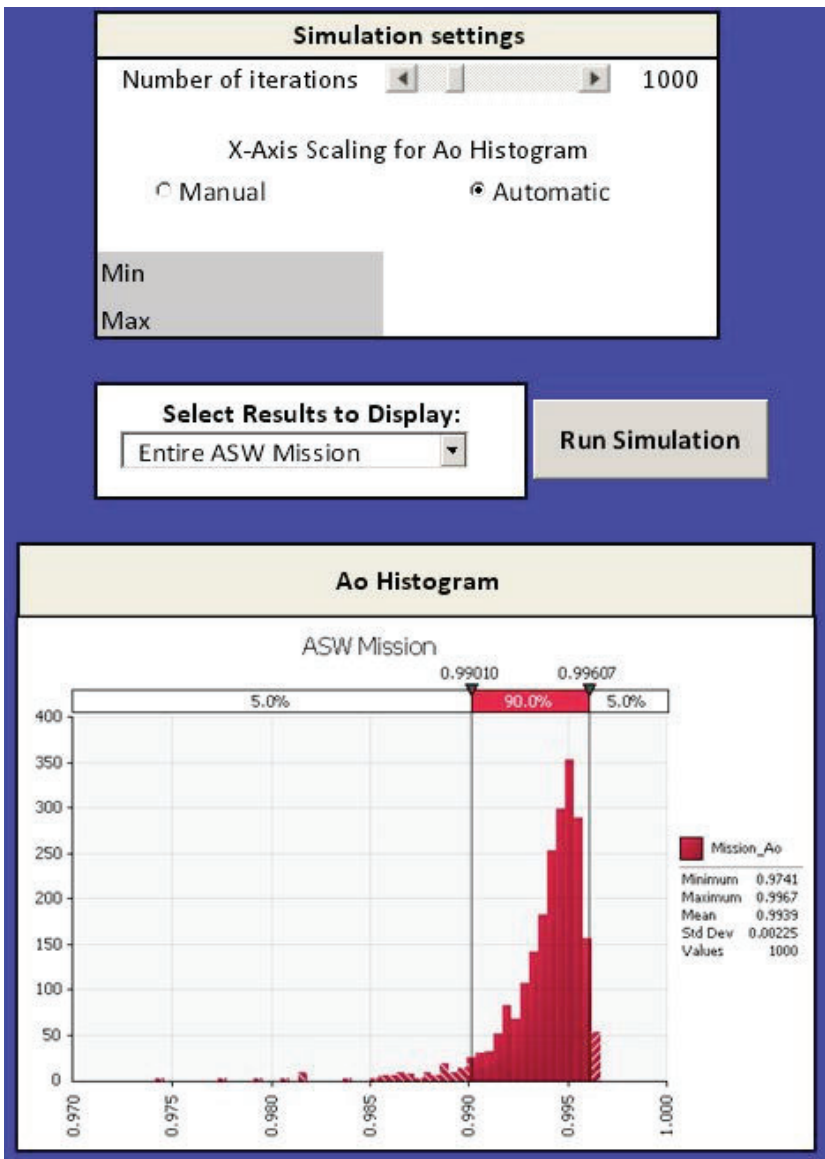 Simulation settings
Number of iterations 1000
X-Axis Scaling for Ao Histogram
Manual Automatic
Min
Max
Select Results to Display:
Entire ASW Mission
Run Simulation
Ao Histogram
ASW Mission
0.99010 0.99607
5.0% 90.0% 5.0%
400
350
300
250
200
150
100
50
0
0.970 0.975 0.980 0.985 0.990 0.995 1.000
Mission_Ao
Minimum 0.9741
Maximum 0.9967
Mean 0.9939
Std Dev 0.00225
Values 1000